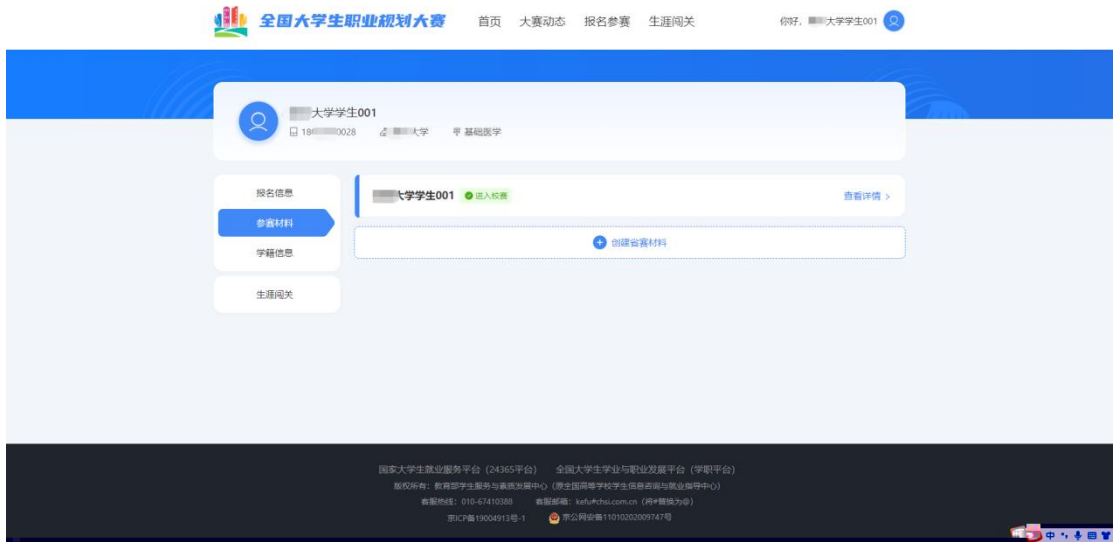 全国大学生职业规划大赛 首页 大赛动态 报名参赛 生涯闯关 你好, 大学学生001
大学学生001
18 0028 大学 基础医学
报名信息
参赛材料
学籍信息
生涯闯关
大学学生001 进入校赛 查看详情 >
创建省赛材料
国家大学生就业服务平台（24365平台） 全国大学生学业与职业发展平台（学职平台）
版权所有：教育部学生服务与素质发展中心（原全国高等学校学生信息咨询与就业指导中心）
客服热线：010-67410388 客服邮箱：kefu#chsi.com.cn（将#替换为@）
京ICP备19004913号-1 京公网安备11010202009747号
中